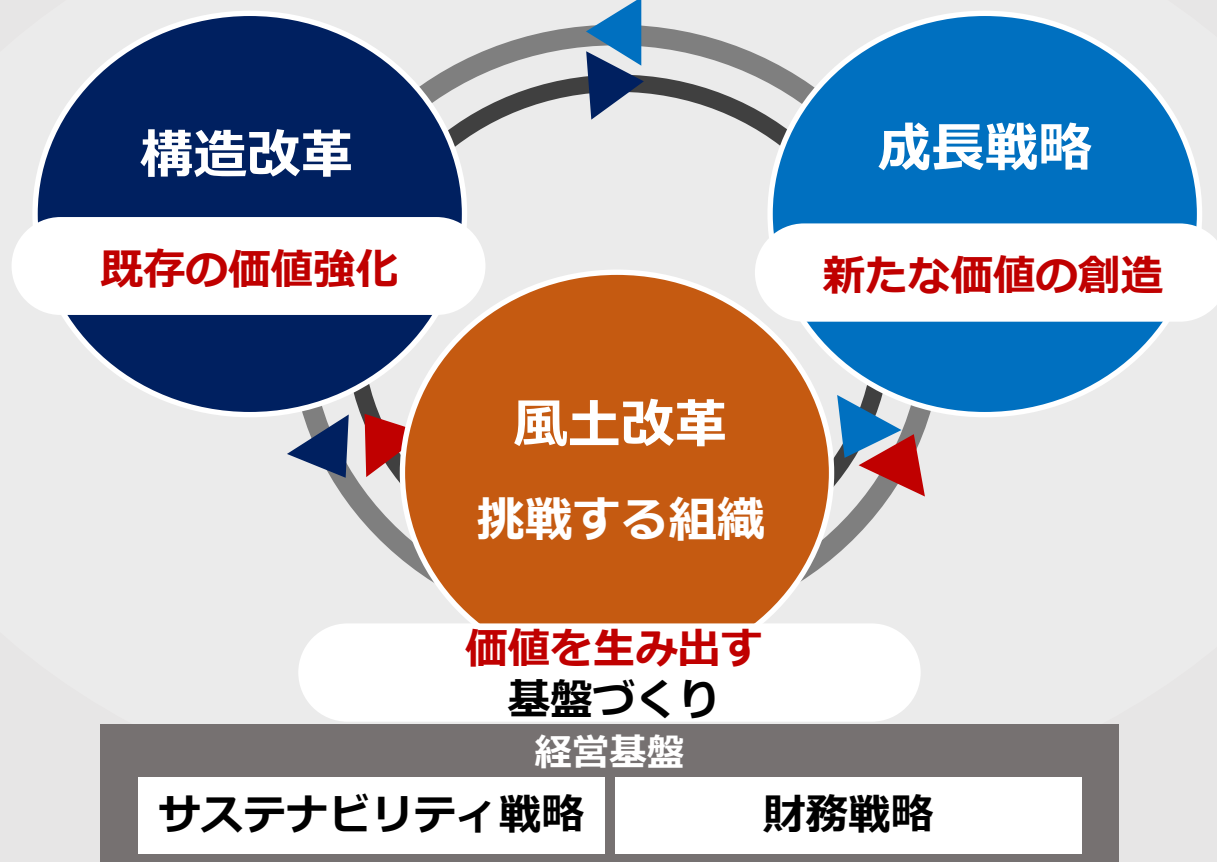 構造改革
既存の価値強化
成長戦略
新たな価値の創造
風土改革
挑戦する組織
価値を生み出す
基盤づくり
経営基盤
サステナビリティ戦略
財務戦略